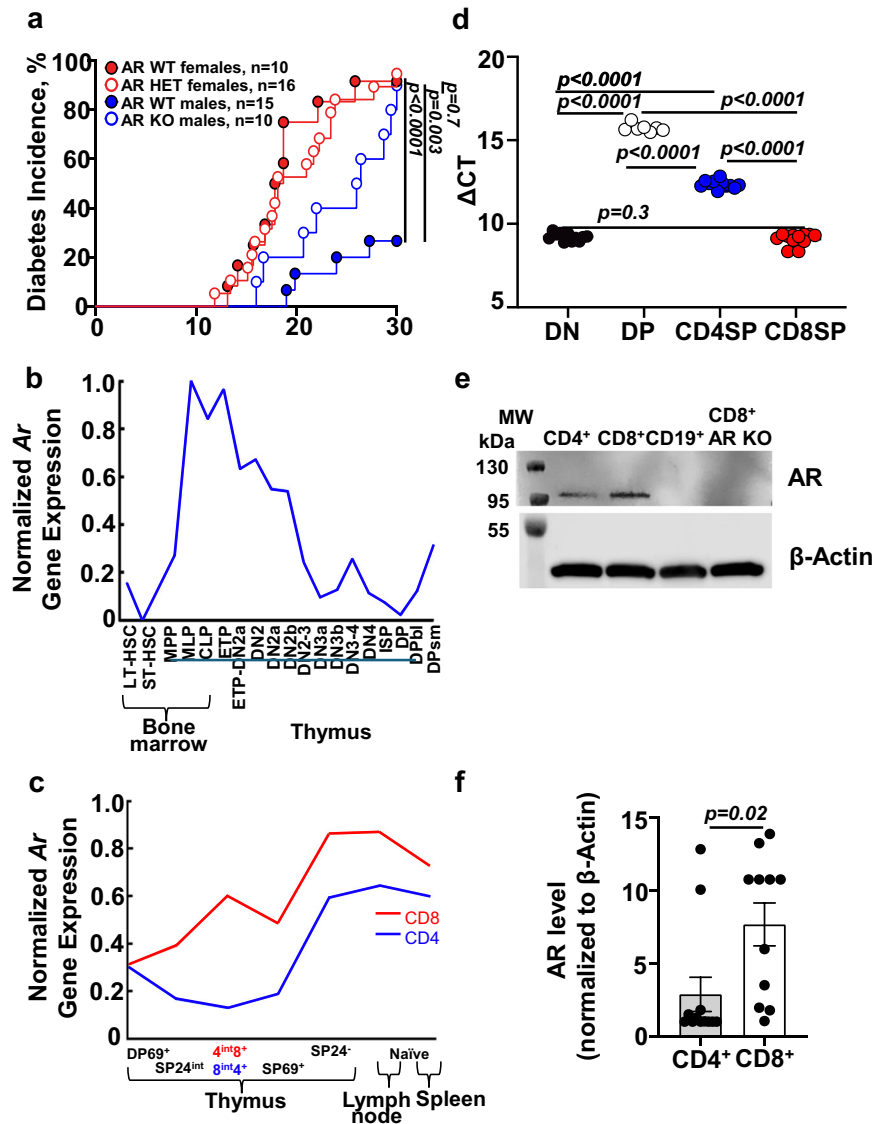 a
Diabetes Incidence, %
100
80
60
40
20
0
0
10
20
30
AR WT females, n=10
AR HET females, n=16
AR WT males, n=15
AR KO males, n=10
p<0.0001
p=0.003
p=0.7
b
Normalized Ar
Gene Expression
1.0
0.8
0.6
0.4
0.2
0
LT-HSC
ST-HSC
MPP
MLP
CLP
ETP
ETP-DN2a
DN2
DN2a
DN2b
DN2-3
DN3a
DN3b
DN3-4
DN4
ISP
DP
DPbl
DPsm
Bone
marrow
Thymus
c
Normalized Ar
Gene Expression
1.0
0.8
0.6
0.4
0.2
0
CD8
CD4
DP69⁺
SP24ⁱⁿᵗ
4ⁱⁿᵗ8⁺
8ⁱⁿᵗ4⁺
SP69⁺
SP24⁻
Naïve
Thymus
Lymph
node
Spleen
d
ΔCT
20
15
10
5
p<0.0001
p<0.0001
p<0.0001
p<0.0001
p<0.0001
p=0.3
DN
DP
CD4SP
CD8SP
e
MW
kDa
CD4⁺
CD8⁺
CD19⁺
CD8⁺
AR KO
130
95
55
AR
β-Actin
f
AR level
(normalized to β-Actin)
15
10
5
0
p=0.02
CD4⁺
CD8⁺